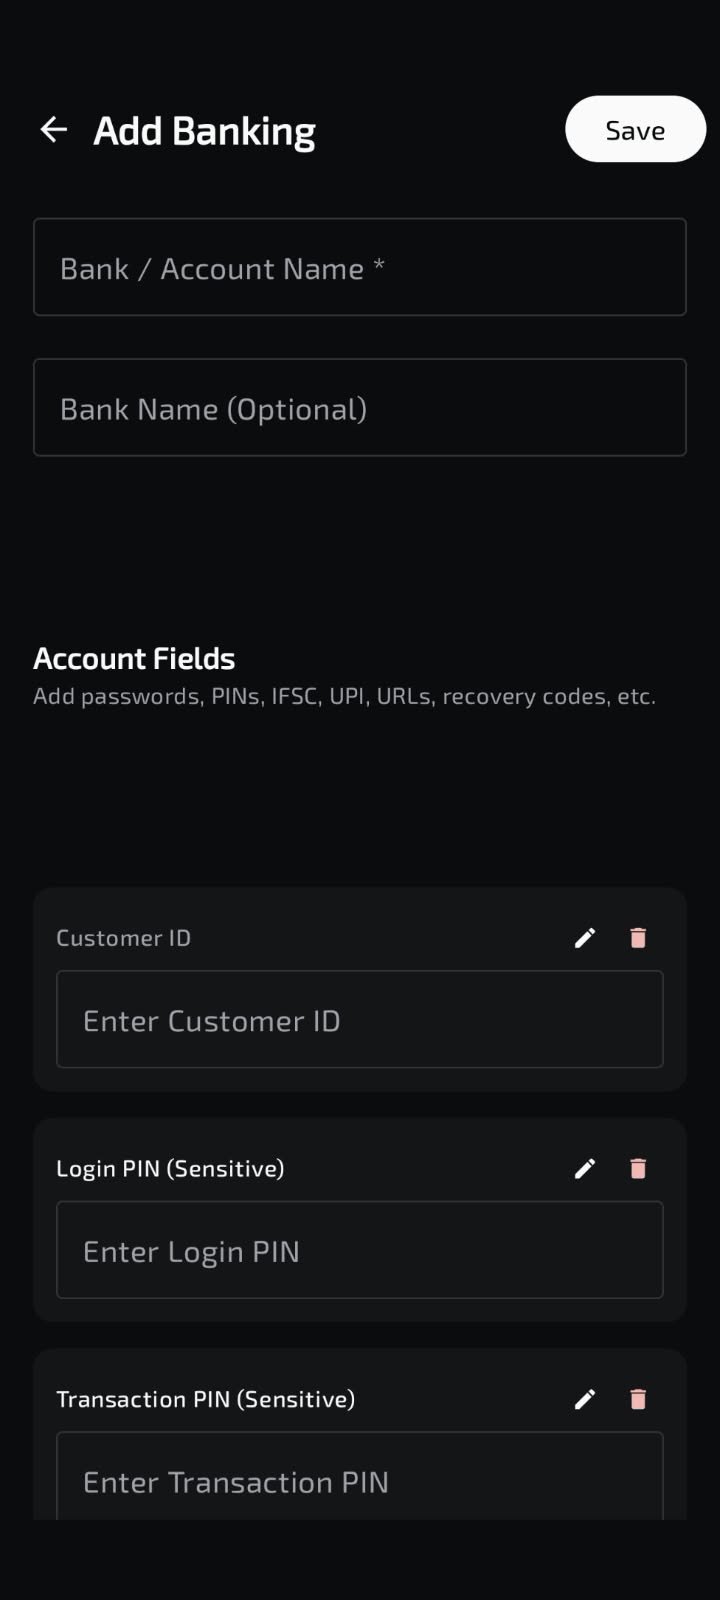 Add Banking
Save
Bank / Account Name *
Bank Name (Optional)
Account Fields
Add passwords, PINs, IFSC, UPI, URLs, recovery codes, etc.
Customer ID
Enter Customer ID
Login PIN (Sensitive)
Enter Login PIN
Transaction PIN (Sensitive)
Enter Transaction PIN